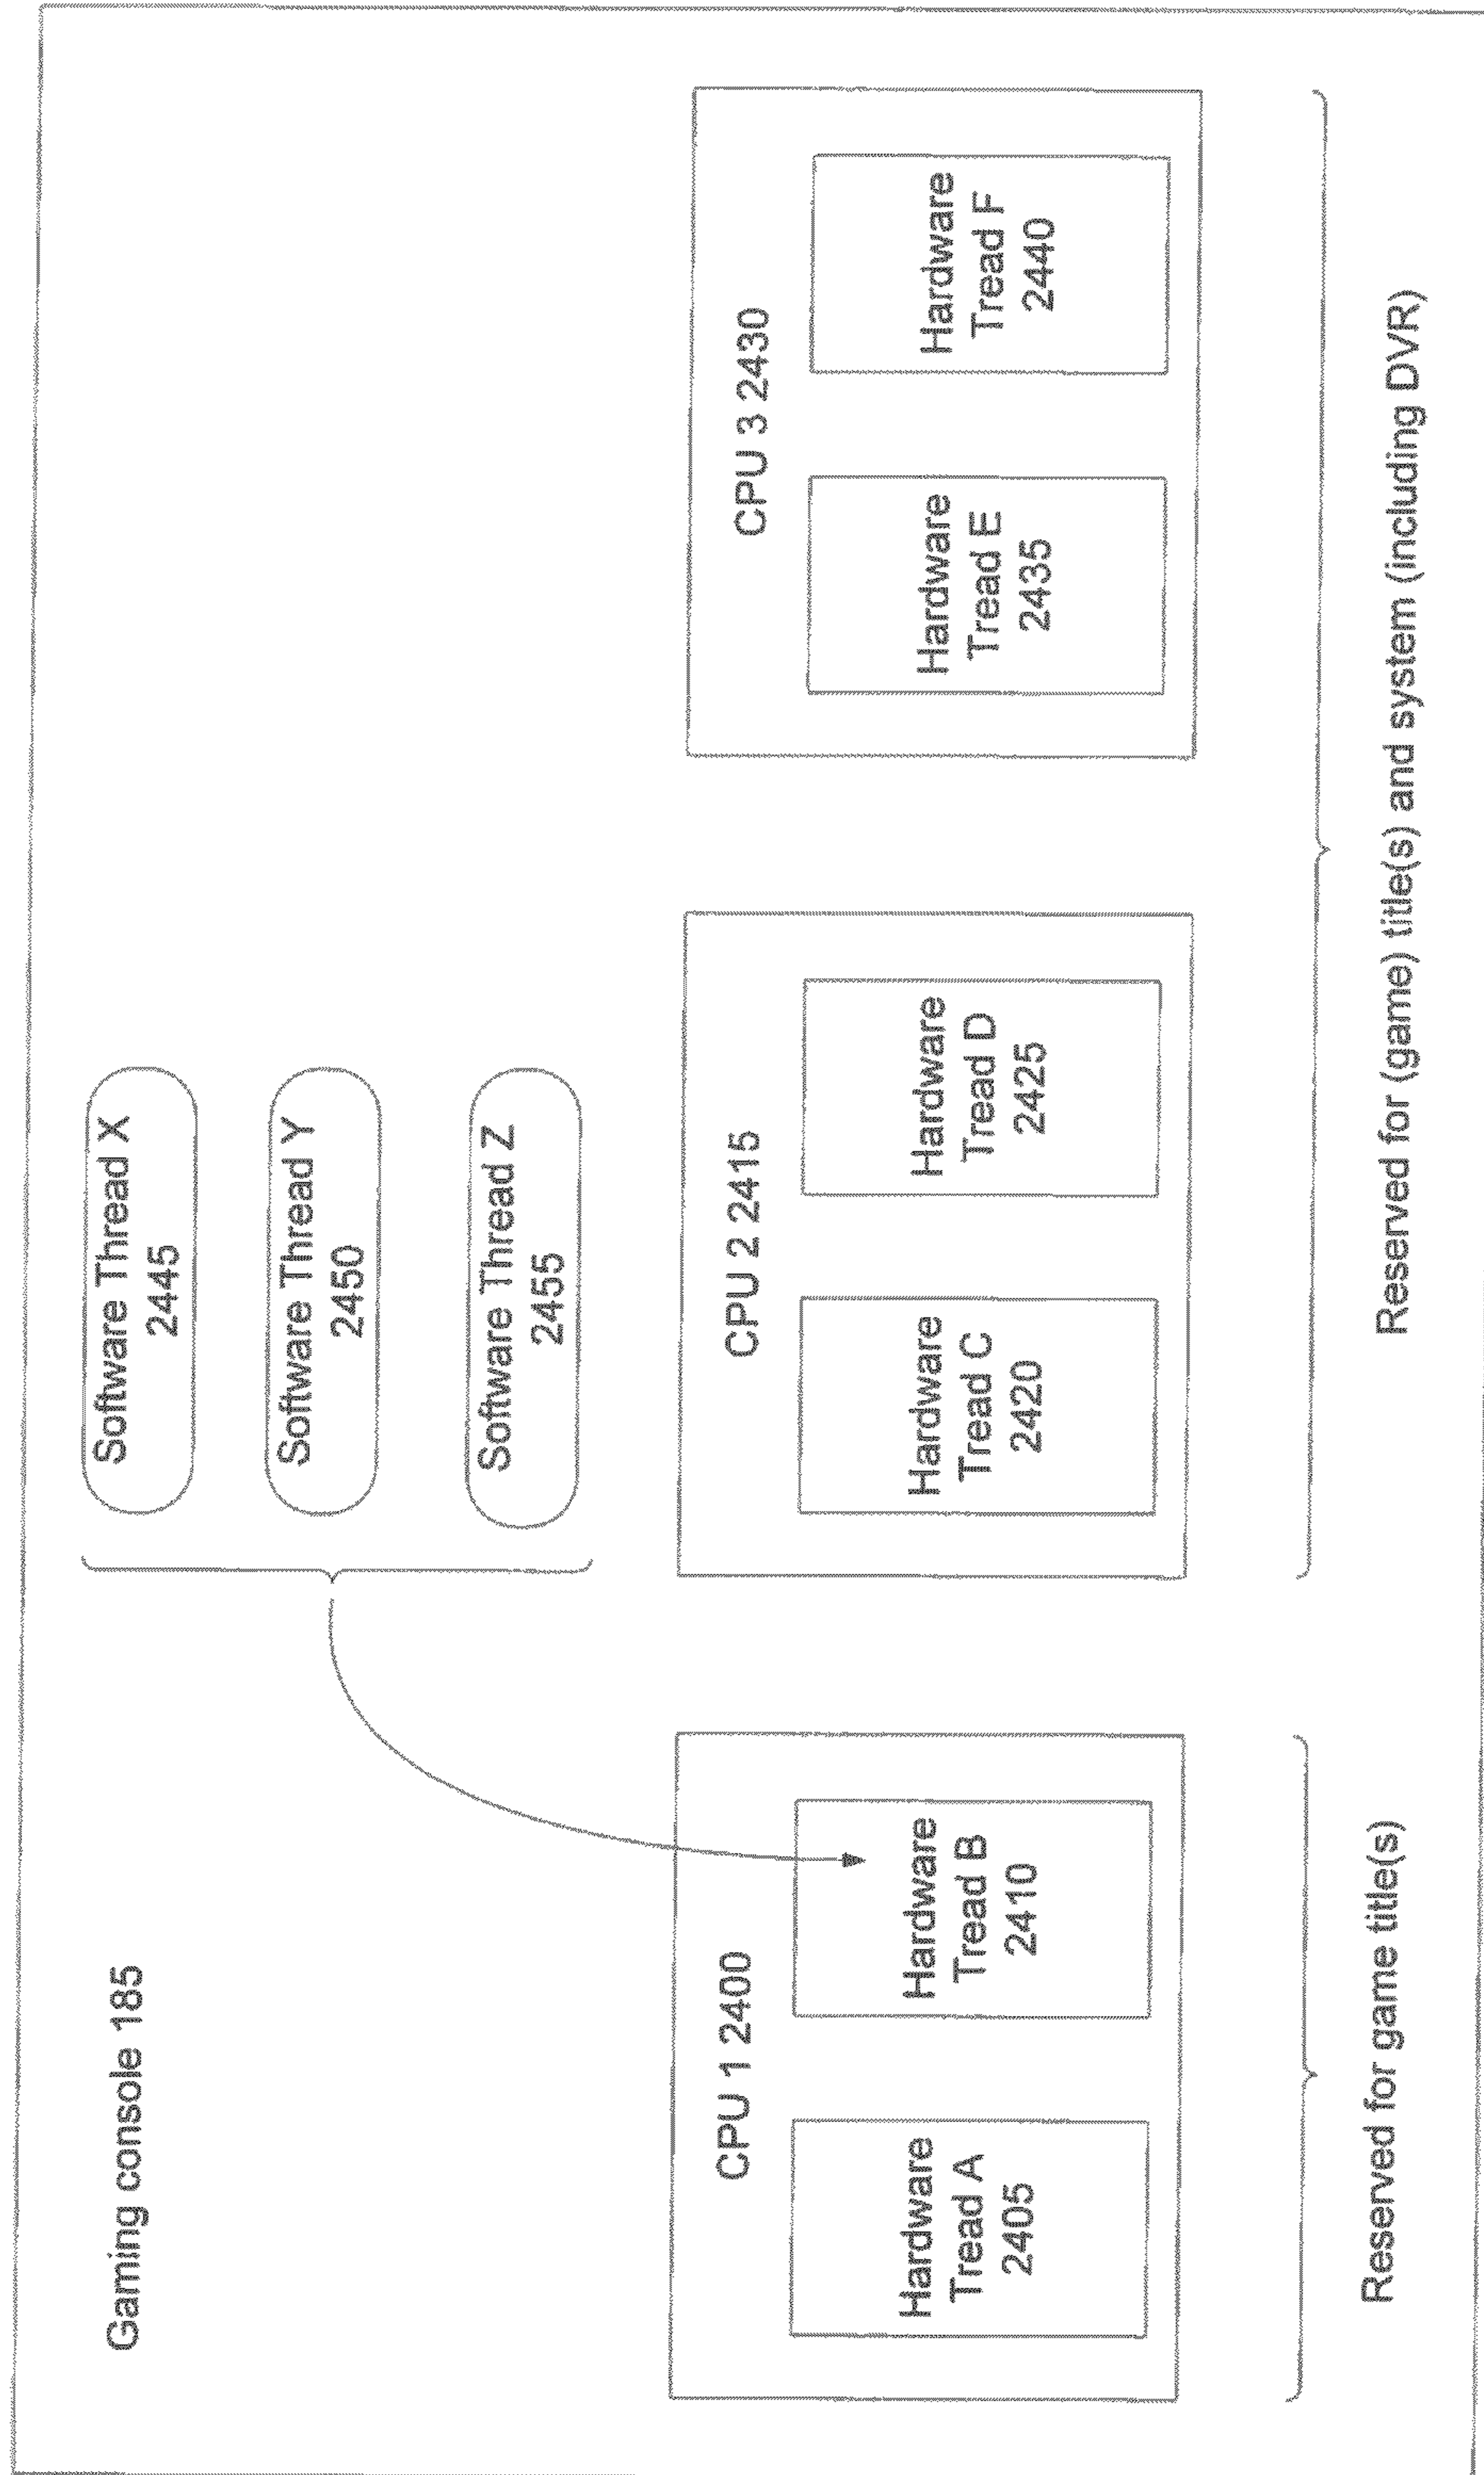 Gaming console 185
Software Thread X
2445
Software Thread Y
2450
Software Thread Z
2455
CPU 1 2400
Hardware
Tread A
2405
Hardware
Tread B
2410
CPU 2 2415
Hardware
Tread C
2420
Hardware
Tread D
2425
CPU 3 2430
Hardware
Tread E
2435
Hardware
Tread F
2440
Reserved for game title(s)
Reserved for (game) title(s) and system (including DVR)